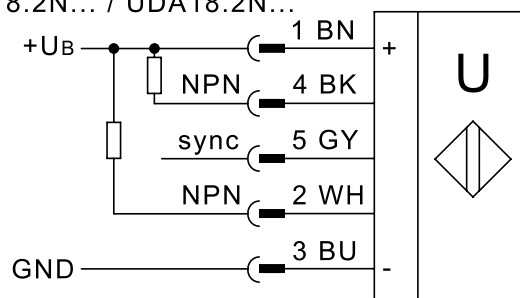 8.2N... / UDA18.2N...
1 BN
+UB
+
NPN 4 BK
U
sync 5 GY
NPN 2 WH
3 BU
GND
-